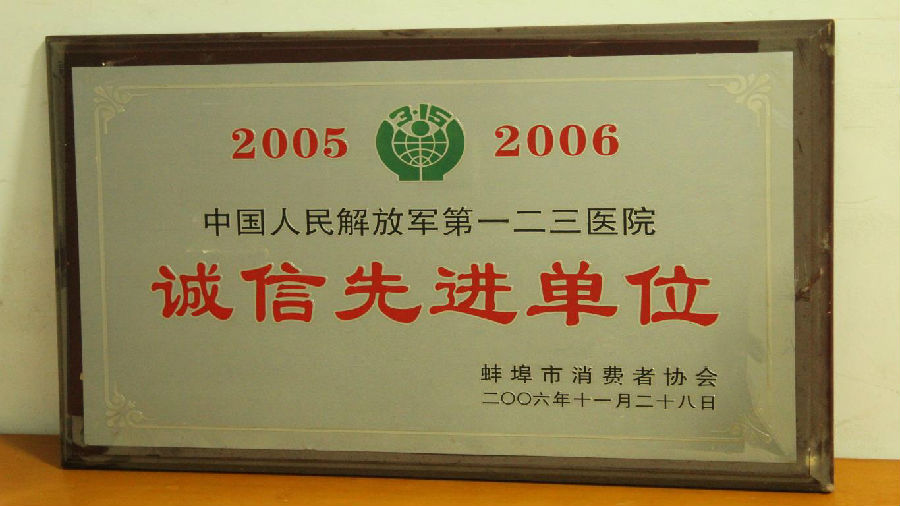 2005 3·15 2006
中国人民解放军第一二三医院
诚信先进单位
蚌埠市消费者协会
二〇〇六年十一月二十八日